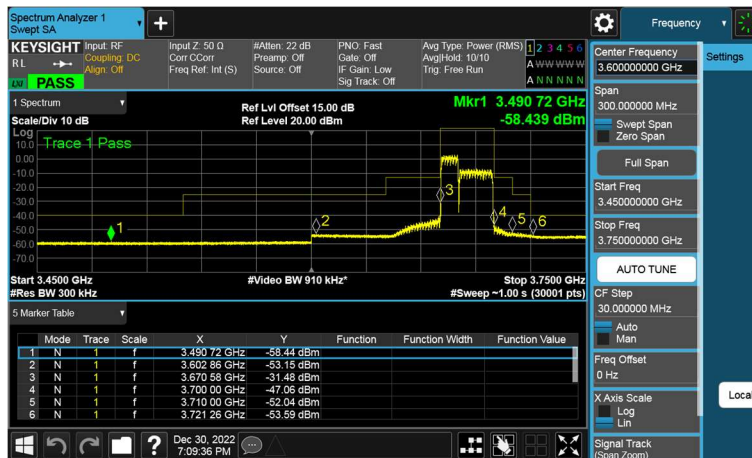 Spectrum Analyzer 1
Swept SA
Frequency
KEYSIGHT
RL
PASS
Input: RF
Coupling: DC
Align: Off
Input Z: 50 Ω
Corr CCorr
Freq Ref: Int (S)
#Atten: 22 dB
Preamp: Off
Source: Off
PNO: Fast
Gate: Off
IF Gain: Low
Sig Track: Off
Avg Type: Power (RMS)
Avg|Hold: 10/10
Trig: Free Run
1 2 3 4 5 6
A W W W W W
A N N N N N
1 Spectrum
Scale/Div 10 dB
Ref Lvl Offset 15.00 dB
Ref Level 20.00 dBm
Mkr1 3.490 72 GHz
-58.439 dBm
Log
Trace 1 Pass
10.0
0.00
-10.0
-20.0
-30.0
-40.0
-50.0
-60.0
-70.0
1
2
3
4
5
6
Start 3.4500 GHz
#Video BW 910 kHz*
Stop 3.7500 GHz
#Res BW 300 kHz
#Sweep ~1.00 s (30001 pts)
5 Marker Table
Mode Trace Scale X Y Function Function Width Function Value
1 N 1 f 3.490 72 GHz -58.44 dBm
2 N 1 f 3.602 86 GHz -53.15 dBm
3 N 1 f 3.670 58 GHz -31.48 dBm
4 N 1 f 3.700 00 GHz -47.06 dBm
5 N 1 f 3.710 00 GHz -52.04 dBm
6 N 1 f 3.721 26 GHz -53.59 dBm
?
Dec 30, 2022
7:09:36 PM
Center Frequency
3.600000000 GHz
Settings
Span
300.000000 MHz
Swept Span
Zero Span
Full Span
Start Freq
3.450000000 GHz
Stop Freq
3.750000000 GHz
AUTO TUNE
CF Step
30.000000 MHz
Auto
Man
Freq Offset
0 Hz
X Axis Scale
Log
Lin
Local
Signal Track
(Span Zoom)